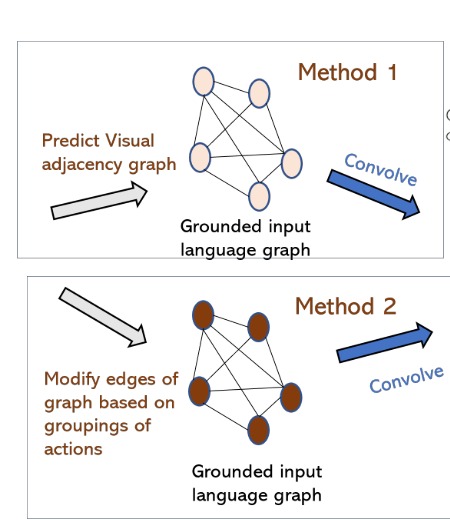 Method 1
Predict Visual
adjacency graph
Convolve
Grounded input
language graph
Method 2
Modify edges of
graph based on
groupings of
actions
Convolve
Grounded input
language graph